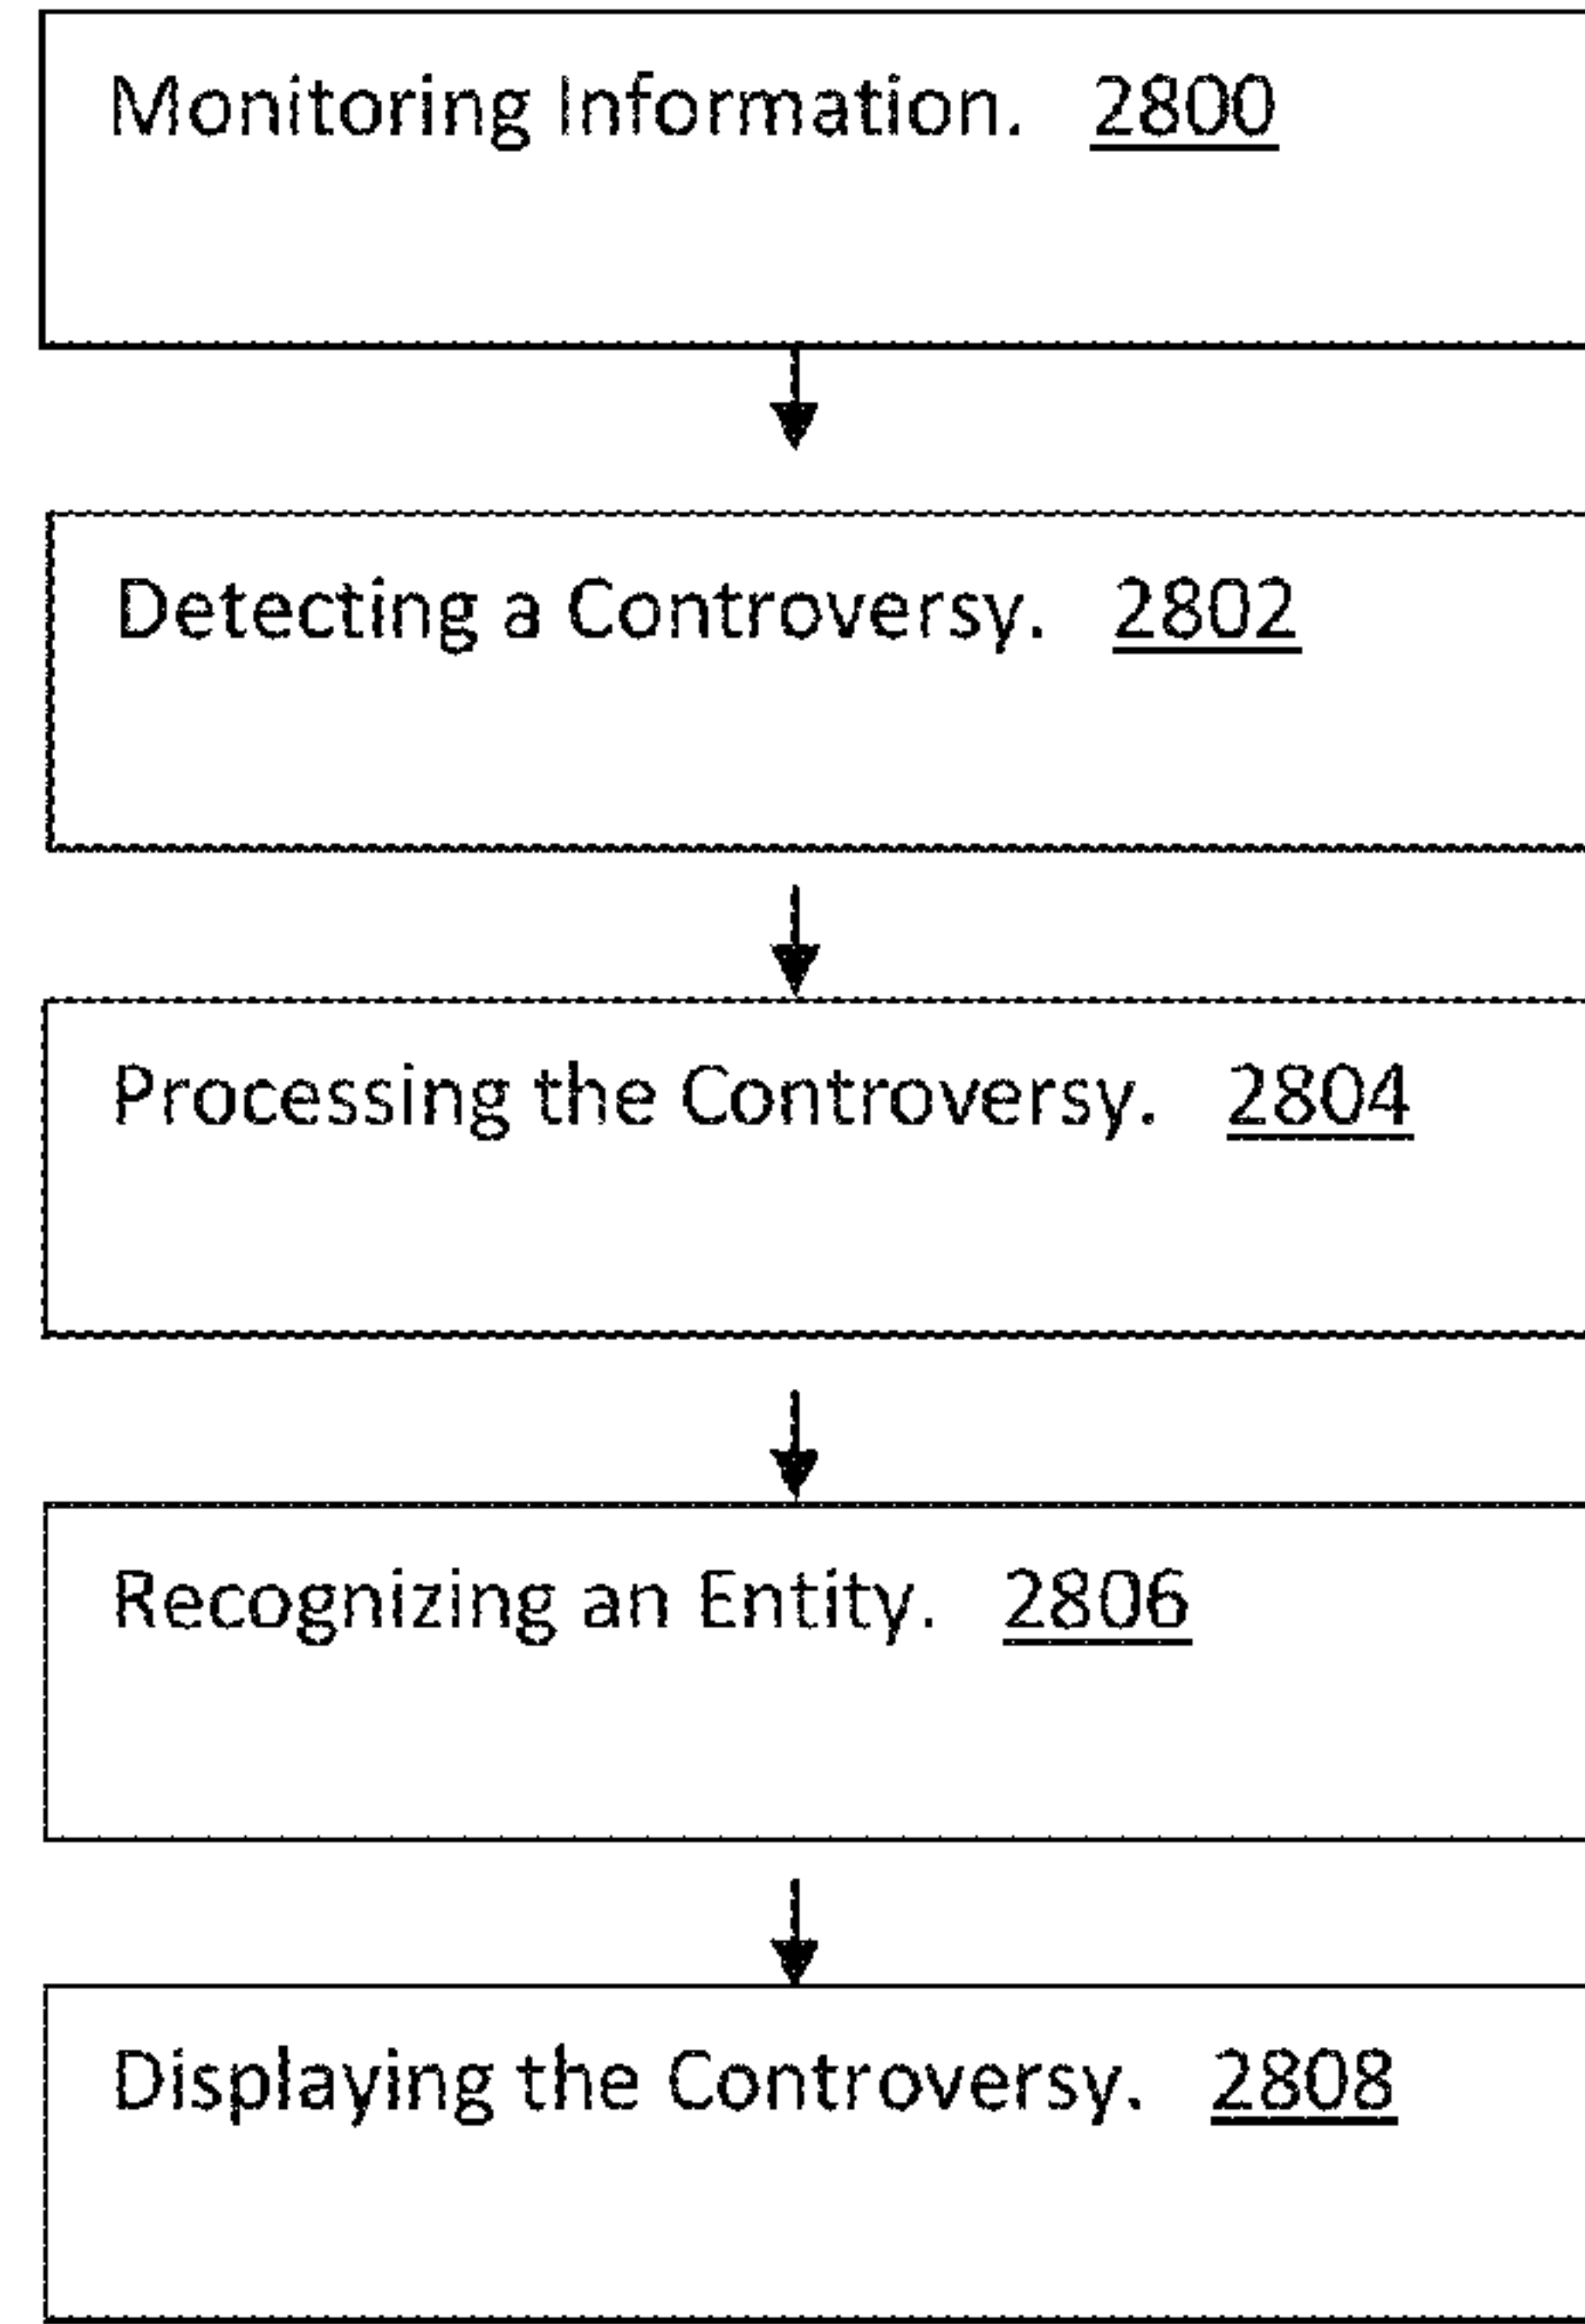 Monitoring Information. 2800
Detecting a Controversy. 2802
Processing the Controversy. 2804
Recognizing an Entity. 2806
Displaying the Controversy. 2808